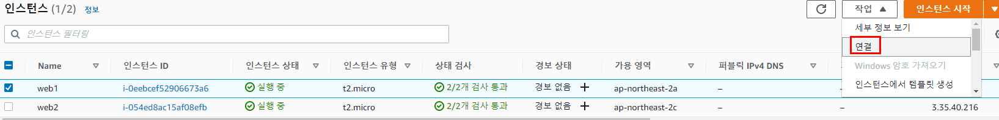 인스턴스 (1/2) 정보
작업 ▲
인스턴스 시작 ▼
인스턴스 필터링
세부 정보 보기
연결
Windows 암호 가져오기
인스턴스에서 템플릿 생성
Name 인스턴스 ID 인스턴스 상태 인스턴스 유형 상태 검사 경보 상태 가용 영역 퍼블릭 IPv4 DNS
web1 i-0eebcef52906673a6 실행 중 t2.micro 2/2개 검사 통과 경보 없음 + ap-northeast-2a –
web2 i-054ed8ac15af08efb 실행 중 t2.micro 2/2개 검사 통과 경보 없음 + ap-northeast-2c – – 3.35.40.216